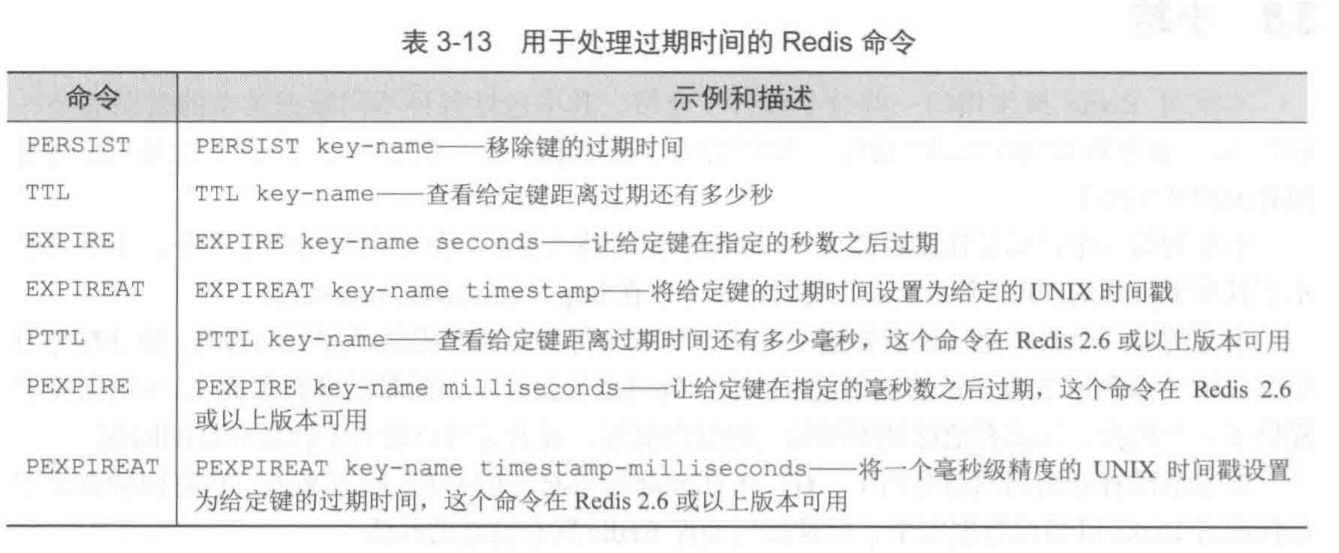 表 3-13 用于处理过期时间的 Redis 命令
命令 示例和描述
PERSIST PERSIST key-name——移除键的过期时间
TTL TTL key-name——查看给定键距离过期还有多少秒
EXPIRE EXPIRE key-name seconds——让给定键在指定的秒数之后过期
EXPIREAT EXPIREAT key-name timestamp——将给定键的过期时间设置为给定的 UNIX 时间戳
PTTL PTTL key-name——查看给定键距离过期时间还有多少毫秒，这个命令在 Redis 2.6 或以上版本可用
PEXPIRE PEXPIRE key-name milliseconds——让给定键在指定的毫秒数之后过期，这个命令在 Redis 2.6
或以上版本可用
PEXPIREAT PEXPIREAT key-name timestamp-milliseconds——将一个毫秒级精度的 UNIX 时间戳设置
为给定键的过期时间，这个命令在 Redis 2.6 或以上版本可用